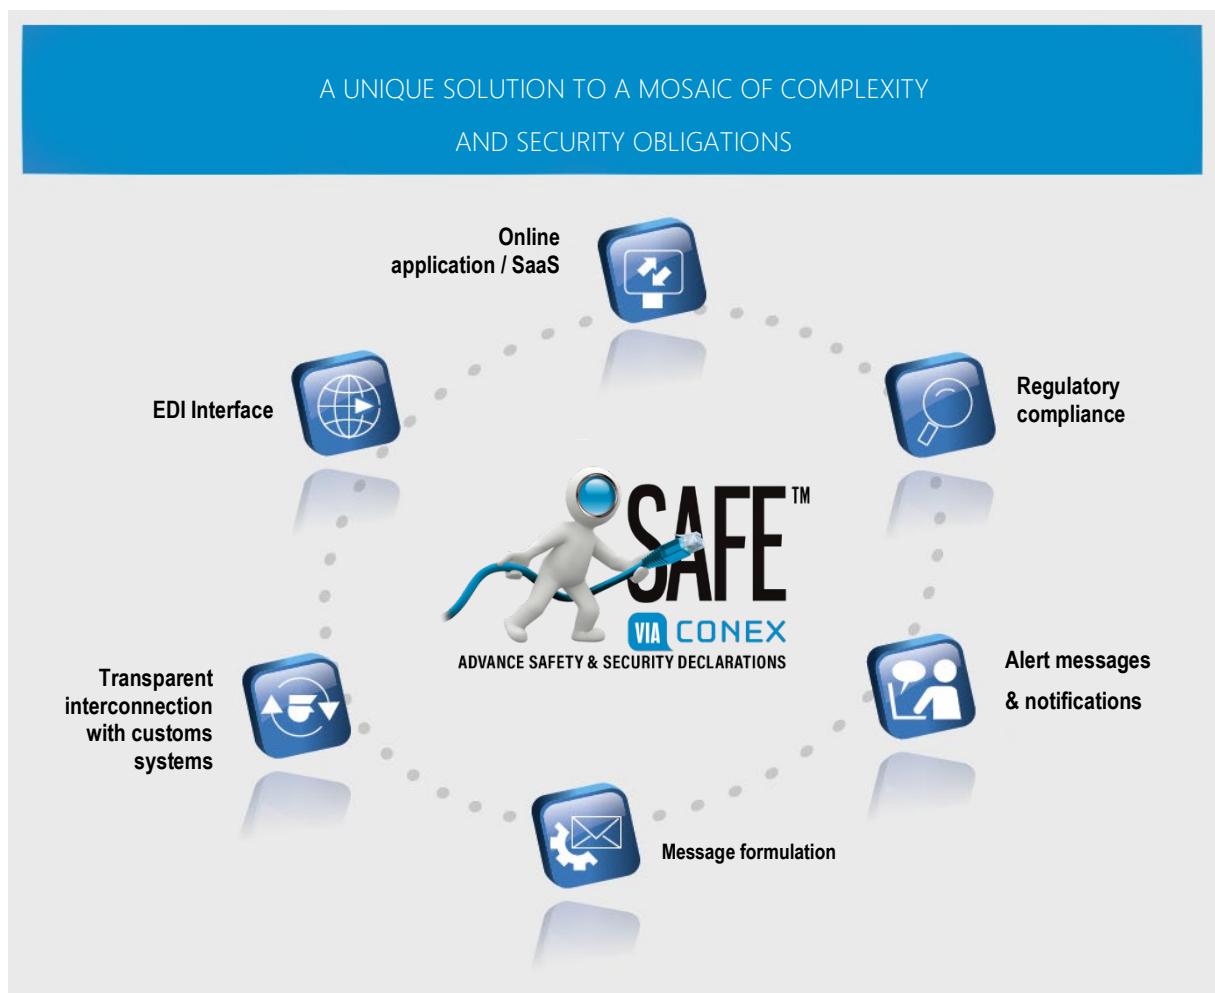 A UNIQUE SOLUTION TO A MOSAIC OF COMPLEXITY
AND SECURITY OBLIGATIONS
Online
application / SaaS
EDI Interface
Regulatory
compliance
SAFE™
VIA CONEX
ADVANCE SAFETY & SECURITY DECLARATIONS
Transparent
interconnection
with customs
systems
Alert messages
& notifications
Message formulation